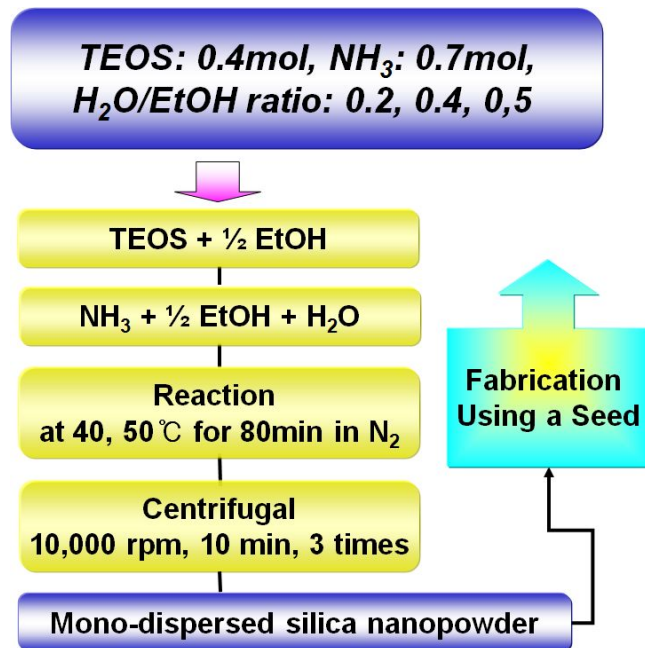 TEOS: 0.4mol, NH₃: 0.7mol,
H₂O/EtOH ratio: 0.2, 0.4, 0,5
TEOS + ½ EtOH
NH₃ + ½ EtOH + H₂O
Reaction
at 40, 50℃ for 80min in N₂
Centrifugal
10,000 rpm, 10 min, 3 times
Mono-dispersed silica nanopowder
Fabrication
Using a Seed